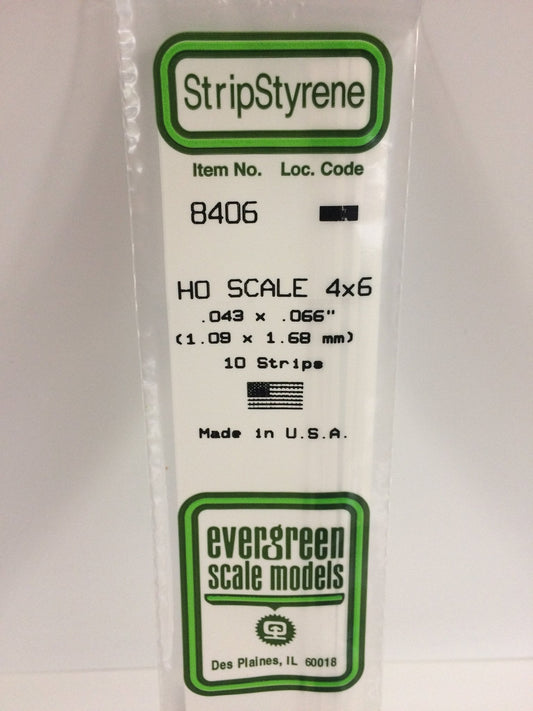 StripStyrene
Item No. Loc. Code
8406
HO SCALE 4x6
.043 x .066"
(1.09 x 1.68 mm)
10 Strips
Made in U.S.A.
evergreen
scale models
Des Plaines, IL 60018